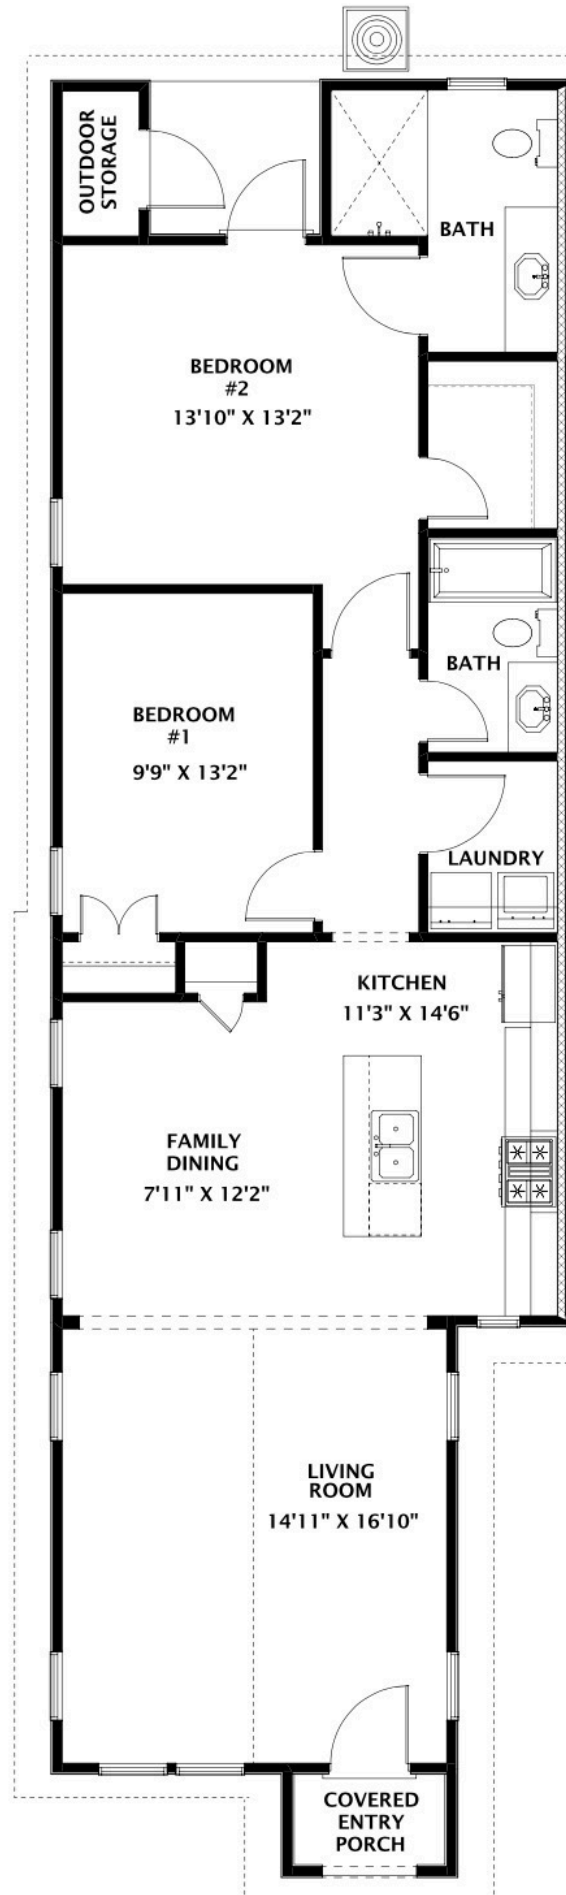 OUTDOOR
STORAGE
BATH
BEDROOM
#2
13'10" X 13'2"
BATH
BEDROOM
#1
9'9" X 13'2"
LAUNDRY
KITCHEN
11'3" X 14'6"
FAMILY
DINING
7'11" X 12'2"
LIVING
ROOM
14'11" X 16'10"
COVERED
ENTRY
PORCH